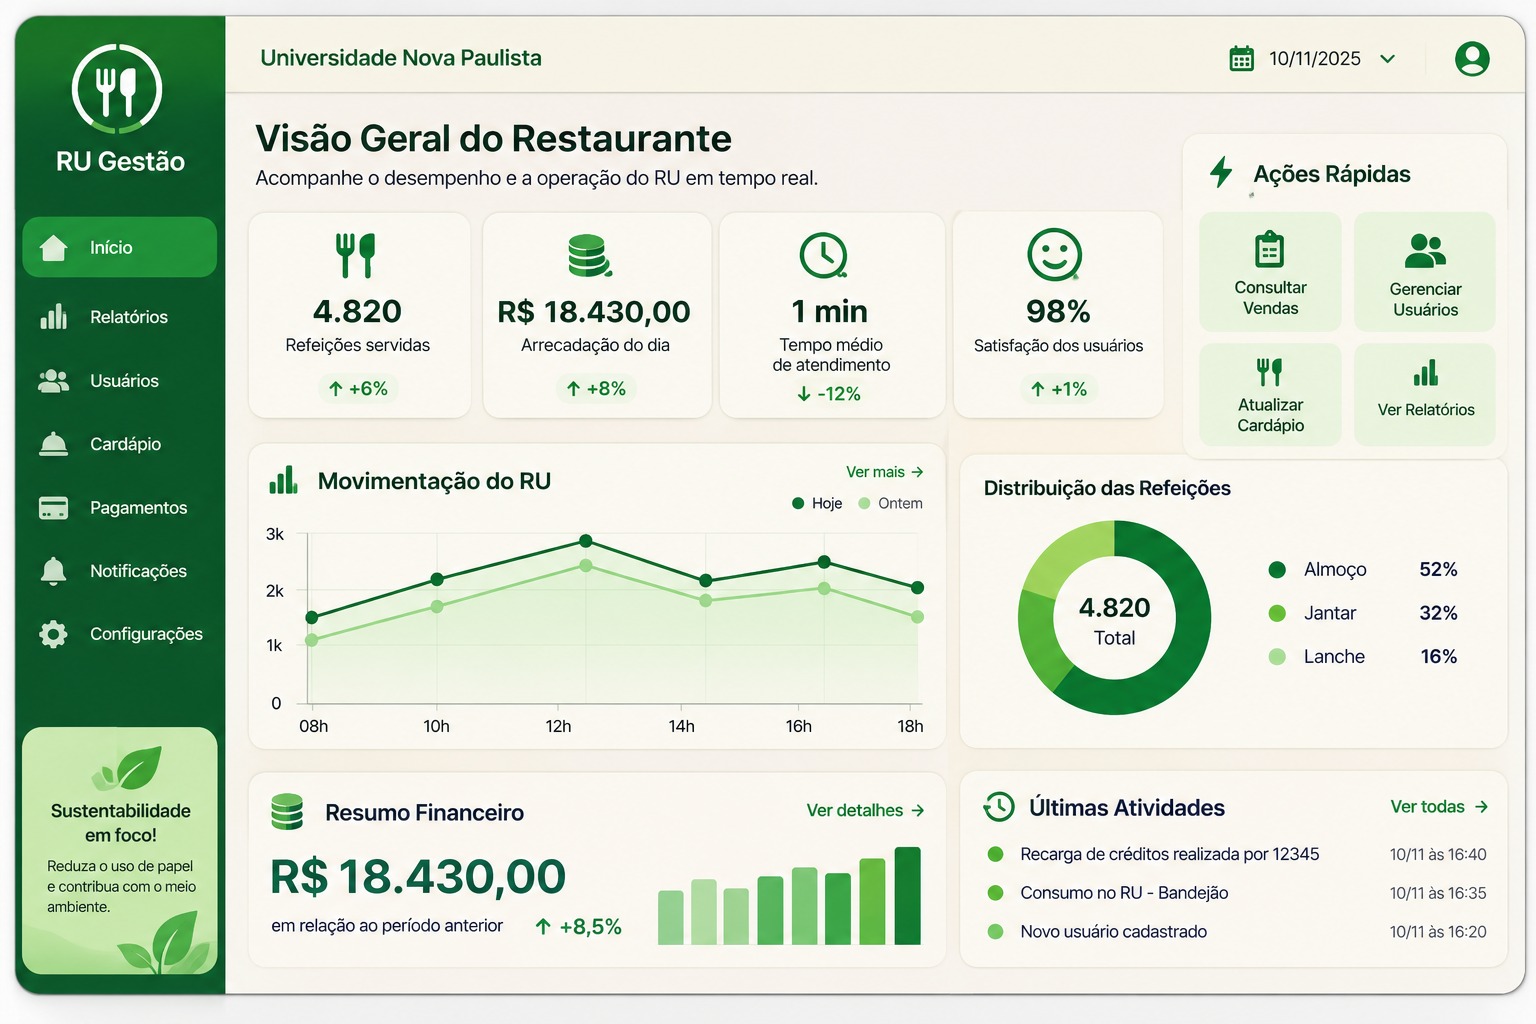 RU Gestão
Início
Relatórios
Usuários
Cardápio
Pagamentos
Notificações
Configurações
Sustentabilidade
em foco!
Reduza o uso de papel
e contribua com o meio
ambiente.
Universidade Nova Paulista
10/11/2025
Visão Geral do Restaurante
Acompanhe o desempenho e a operação do RU em tempo real.
4.820
Refeições servidas
↑ +6%
R$ 18.430,00
Arrecadação do dia
↑ +8%
1 min
Tempo médio
de atendimento
↓ -12%
98%
Satisfação dos usuários
↑ +1%
Ações Rápidas
Consultar
Vendas
Gerenciar
Usuários
Atualizar
Cardápio
Ver Relatórios
Movimentação do RU
Ver mais →
Hoje
Ontem
3k
2k
1k
0
08h
10h
12h
14h
16h
18h
Distribuição das Refeições
4.820
Total
Almoço 52%
Jantar 32%
Lanche 16%
Resumo Financeiro
Ver detalhes →
R$ 18.430,00
em relação ao período anterior
↑ +8,5%
Últimas Atividades
Ver todas →
Recarga de créditos realizada por 12345 10/11 às 16:40
Consumo no RU - Bandejão 10/11 às 16:35
Novo usuário cadastrado 10/11 às 16:20